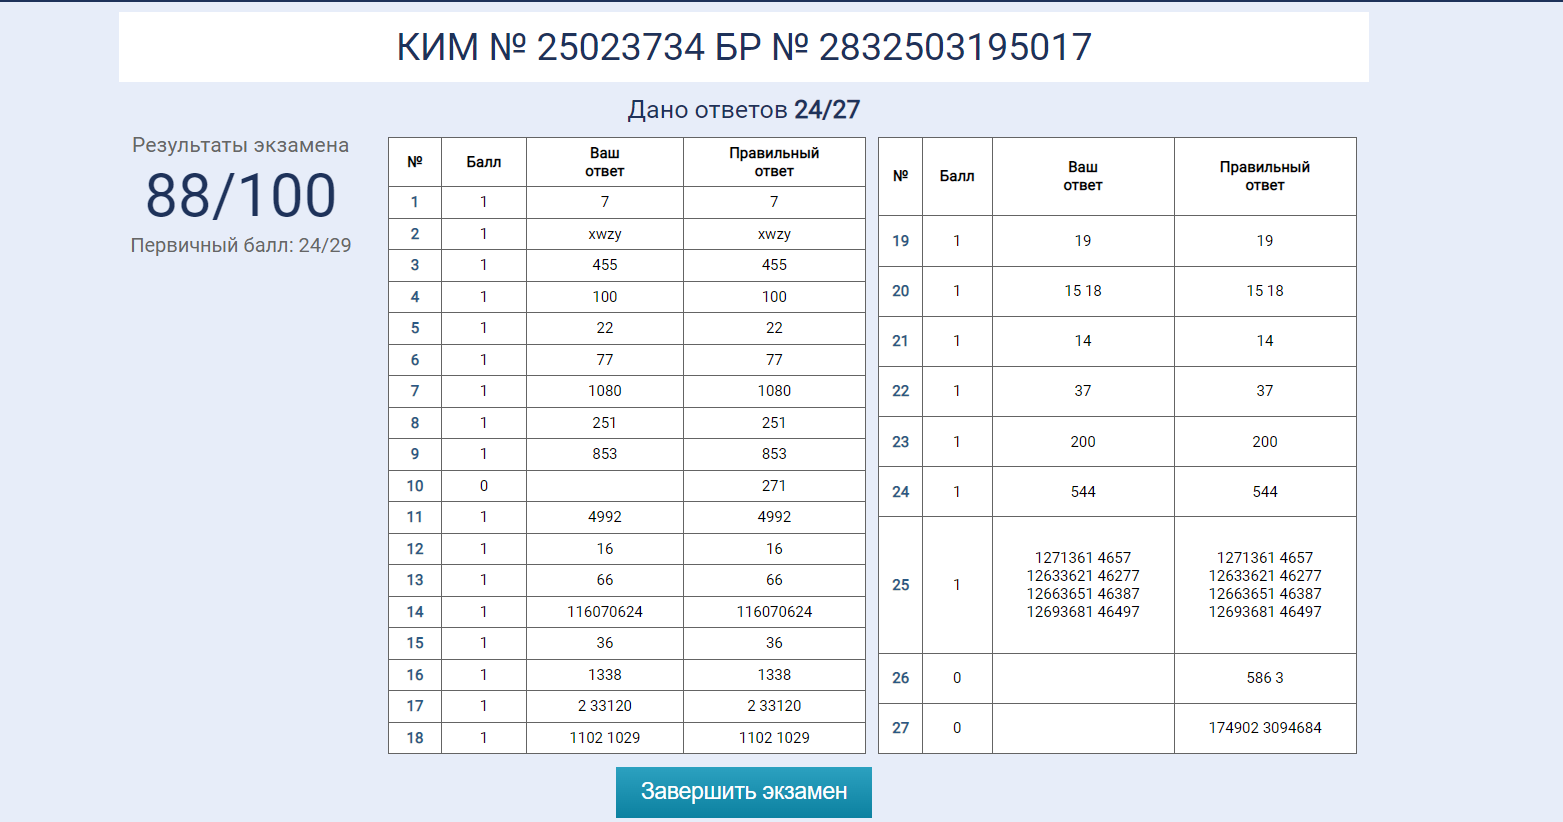 КИМ № 25023734 БР № 2832503195017
Дано ответов 24/27
Результаты экзамена
88/100
Первичный балл: 24/29
№ Балл Ваш ответ Правильный ответ
1 1 7 7
2 1 xwzy xwzy
3 1 455 455
4 1 100 100
5 1 22 22
6 1 77 77
7 1 1080 1080
8 1 251 251
9 1 853 853
10 0 271
11 1 4992 4992
12 1 16 16
13 1 66 66
14 1 116070624 116070624
15 1 36 36
16 1 1338 1338
17 1 2 33120 2 33120
18 1 1102 1029 1102 1029
№ Балл Ваш ответ Правильный ответ
19 1 19 19
20 1 15 18 15 18
21 1 14 14
22 1 37 37
23 1 200 200
24 1 544 544
25 1 1271361 4657 1271361 4657
12633621 46277 12633621 46277
12663651 46387 12663651 46387
12693681 46497 12693681 46497
26 0 586 3
27 0 174902 3094684
Завершить экзамен